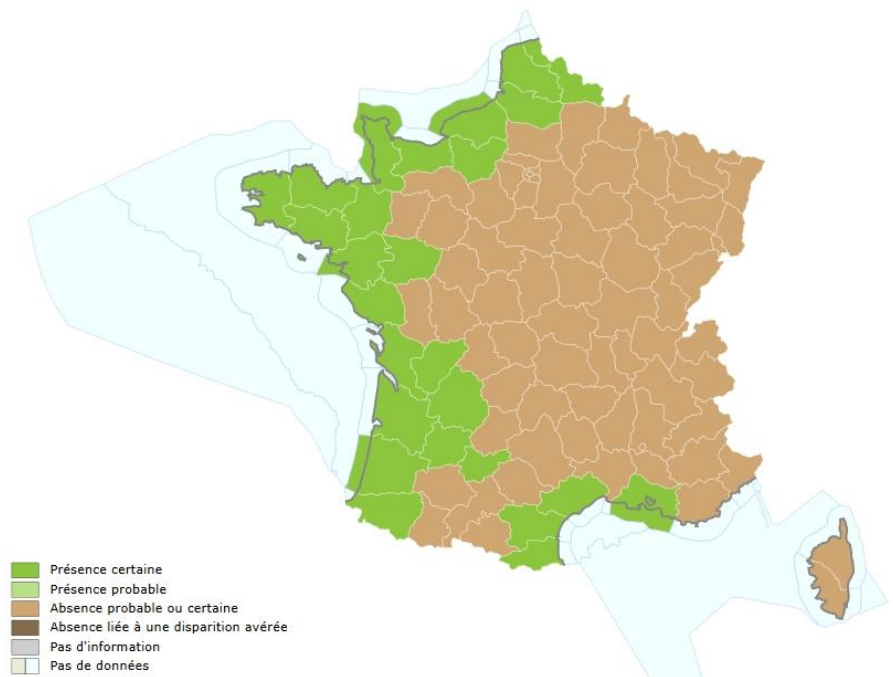 Présence certaine
Présence probable
Absence probable ou certaine
Absence liée à une disparition avérée
Pas d'information
Pas de données